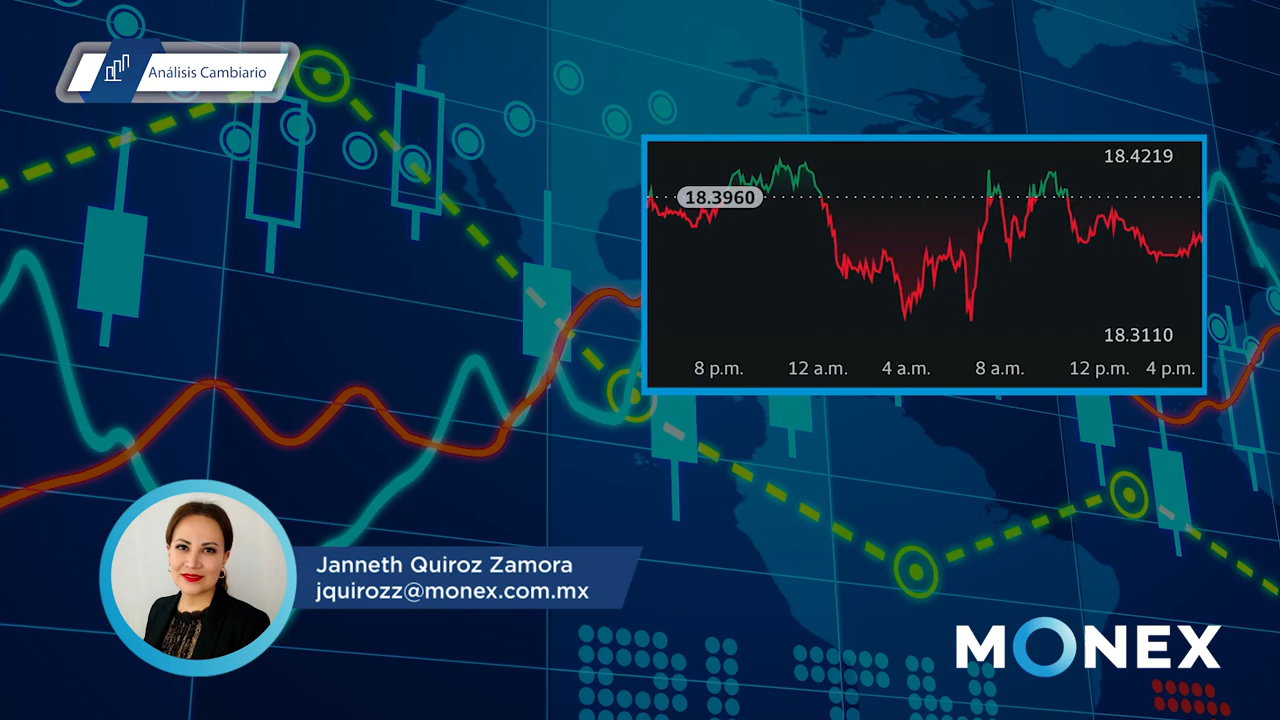 Análisis Cambiario
18.4219
18.3960
18.3110
8 p.m. 12 a.m. 4 a.m. 8 a.m. 12 p.m. 4 p.m.
Janneth Quiroz Zamora
jquirozz@monex.com.mx
MONEX